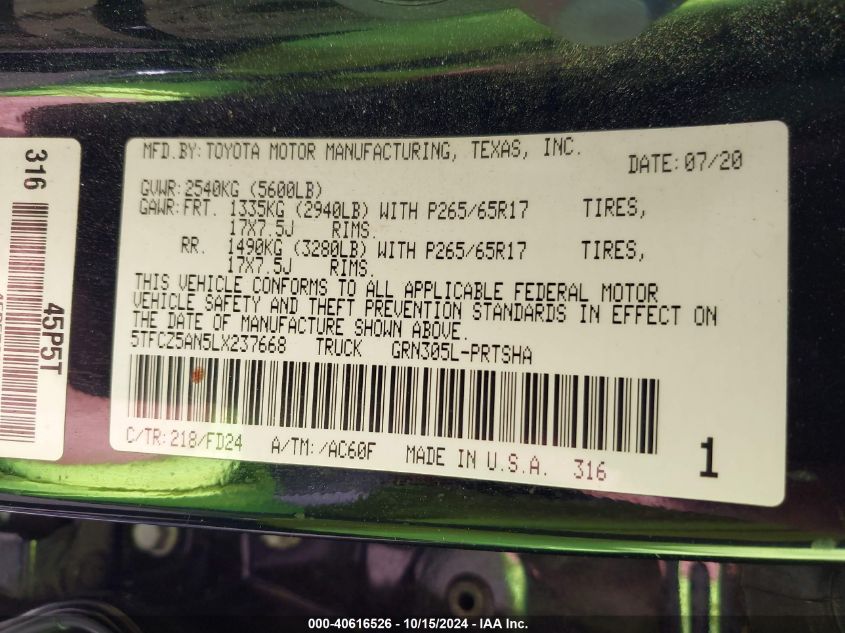 316
45P5T
MFD.BY:TOYOTA MOTOR MANUFACTURING, TEXAS, INC.
DATE:07/20
GVWR:2540KG (5600LB)
GAWR:FRT. 1335KG (2940LB) WITH P265/65R17 TIRES,
17X7.5J RIMS.
RR. 1490KG (3280LB) WITH P265/65R17 TIRES,
17X7.5J RIMS.
THIS VEHICLE CONFORMS TO ALL APPLICABLE FEDERAL MOTOR
VEHICLE SAFETY AND THEFT PREVENTION STANDARDS IN EFFECT ON
THE DATE OF MANUFACTURE SHOWN ABOVE.
5TFCZ5AN5LX237668 TRUCK GRN305L-PRTSHA
C/TR:218/FD24 A/TM:/AC60F MADE IN U.S.A. 316
1
000-40616526 - 10/15/2024 - IAA Inc.